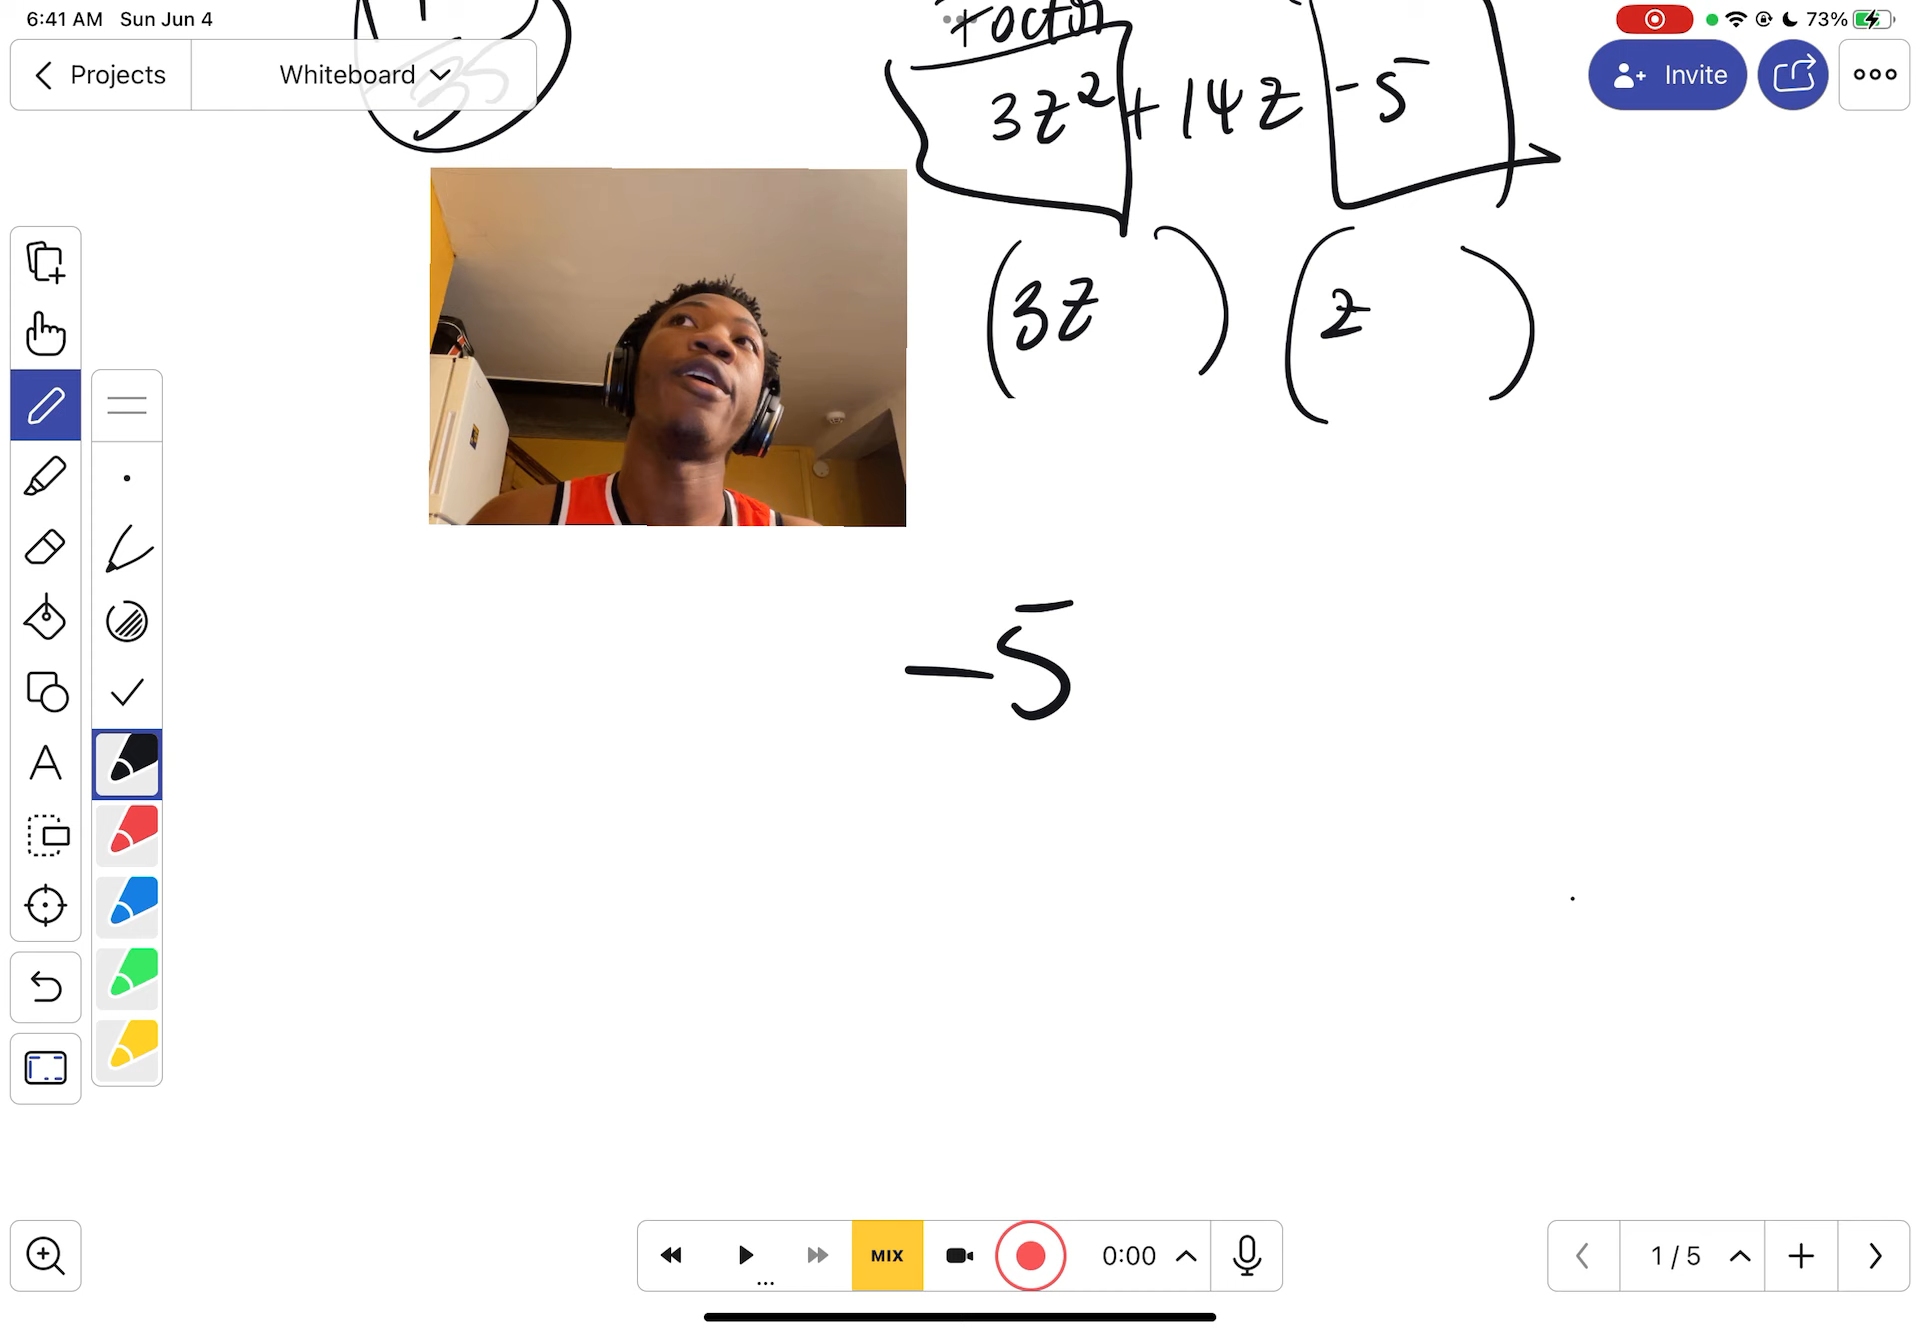 6:41 AM Sun Jun 4
73%
Projects
Whiteboard
Invite
Factor
3z² + 14z - 5
(3z ) (z )
-5
A
MIX
0:00
1 / 5